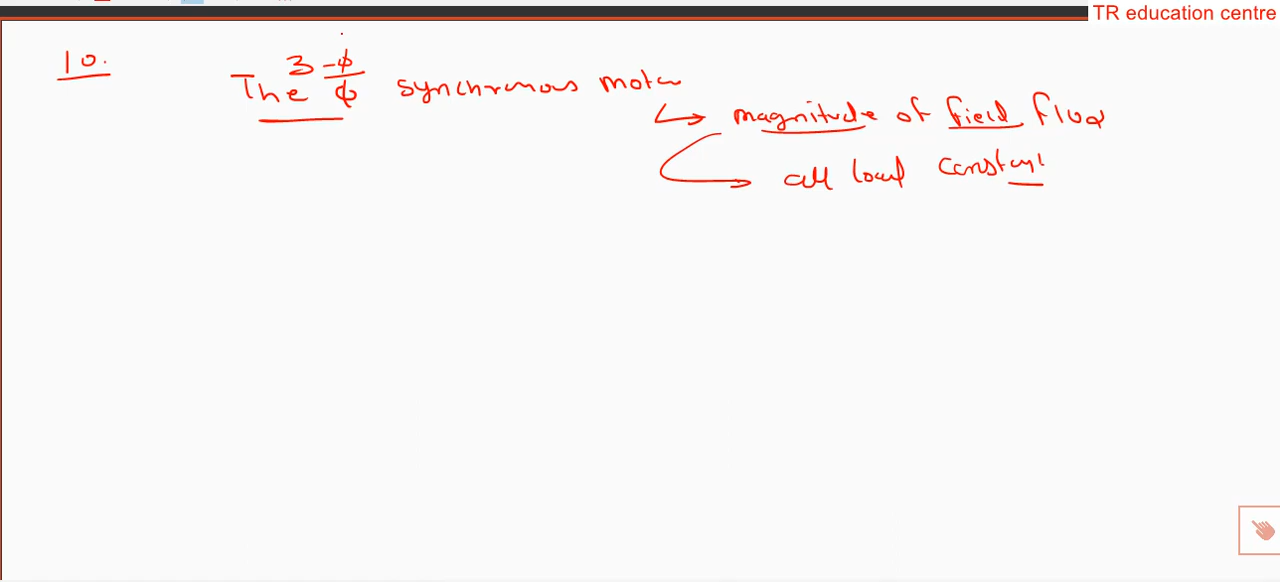 TR education centre
10.
3-ϕ
The ϕ synchronous motor
↳ magnitude of field flux
→ all load constant